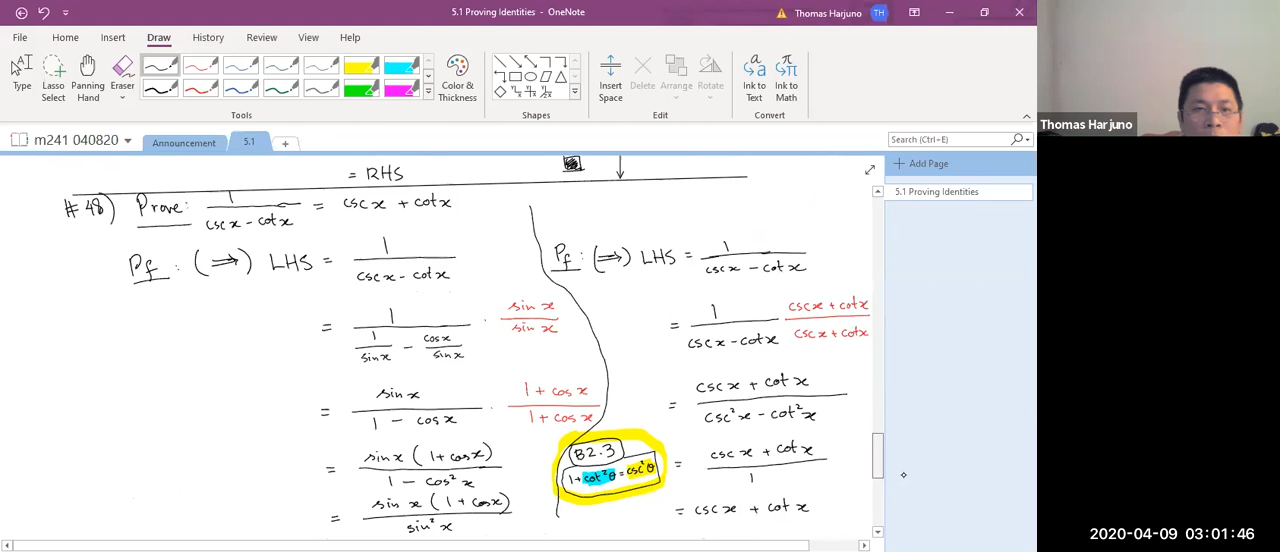 5.1 Proving Identities - OneNote
Thomas Harjuno TH
File Home Insert Draw History Review View Help
Type
Lasso Select
Panning Hand
Eraser
Color & Thickness
Insert Space
Delete
Arrange
Rotate
Ink to Text
Ink to Math
Tools
Shapes
Edit
Convert
m241 040820
Announcement
5.1
Search (Ctrl+E)
Add Page
5.1 Proving Identities
Thomas Harjuno
= RHS
#48) Prove: 1/(csc x - cot x) = csc x + cot x
Pf: (⇒) LHS = 1/(csc x - cot x)
= 1/(1/sin x - cos x/sin x) · sin x/sin x
= sin x/(1 - cos x) · (1 + cos x)/(1 + cos x)
= sin x (1 + cos x)/(1 - cos² x)
= sin x (1 + cos x)/sin² x
Pf: (⇒) LHS = 1/(csc x - cot x)
= 1/(csc x - cot x) (csc x + cot x)/(csc x + cot x)
= (csc x + cot x)/(csc² x - cot² x)
B2.3
1 + cot² θ = csc² θ
= (csc x + cot x)/1
= csc x + cot x
2020-04-09 03:01:46